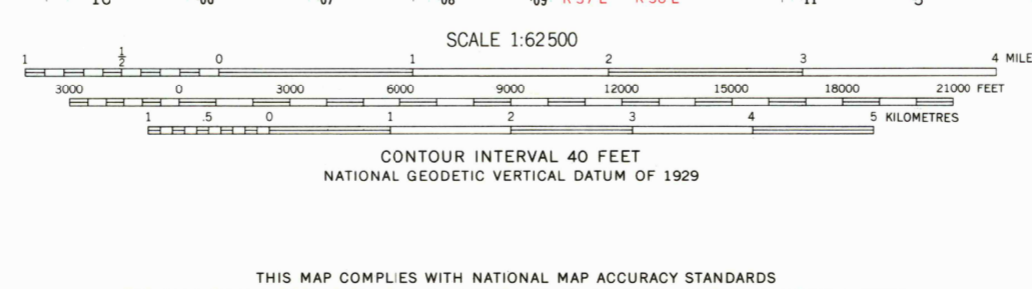 SCALE 1:62500
1 ½ 0 1 2 3 4 MILE
3000 0 3000 6000 9000 12000 15000 18000 21000 FEET
1 .5 0 1 2 3 4 5 KILOMETRES
CONTOUR INTERVAL 40 FEET
NATIONAL GEODETIC VERTICAL DATUM OF 1929
THIS MAP COMPLIES WITH NATIONAL MAP ACCURACY STANDARDS